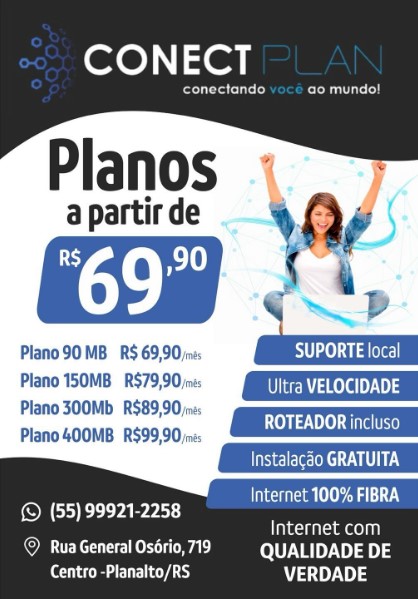 CONECT PLAN
conectando você ao mundo!
Planos
a partir de
R$ 69,90
Plano 90 MB R$ 69,90/mês
Plano 150MB R$79,90/mês
Plano 300Mb R$89,90/mês
Plano 400MB R$99,90/mês
SUPORTE local
Ultra VELOCIDADE
ROTEADOR incluso
Instalação GRATUITA
Internet 100% FIBRA
(55) 99921-2258
Rua General Osório, 719
Centro -Planalto/RS
Internet com
QUALIDADE DE
VERDADE